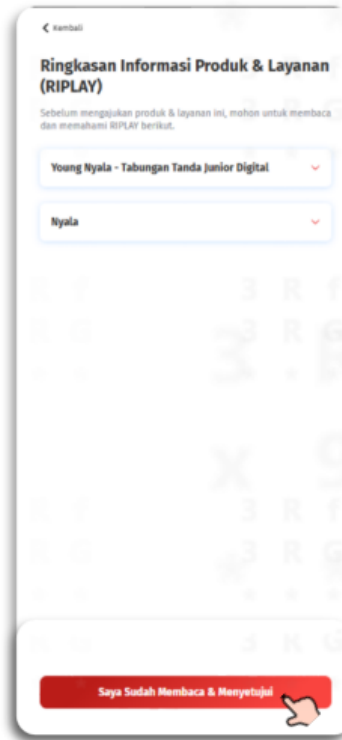 Kembali
Ringkasan Informasi Produk & Layanan
(RIPLAY)
Sebelum mengajukan produk & layanan ini, mohon untuk membaca
dan memahami RIPLAY berikut.
Young Nyala - Tabungan Tanda Junior Digital
Nyala
Saya Sudah Membaca & Menyetujui